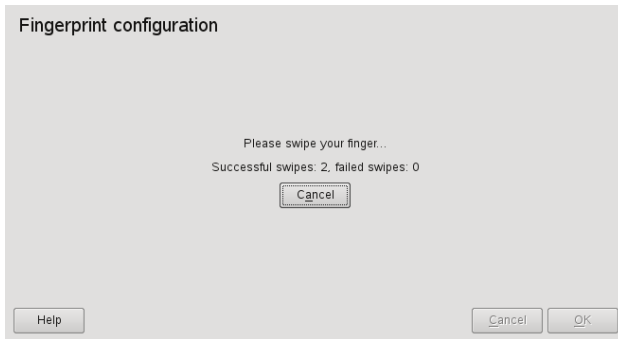 Fingerprint configuration
Please swipe your finger...
Successful swipes: 2, failed swipes: 0
Cancel
Help
Cancel
OK